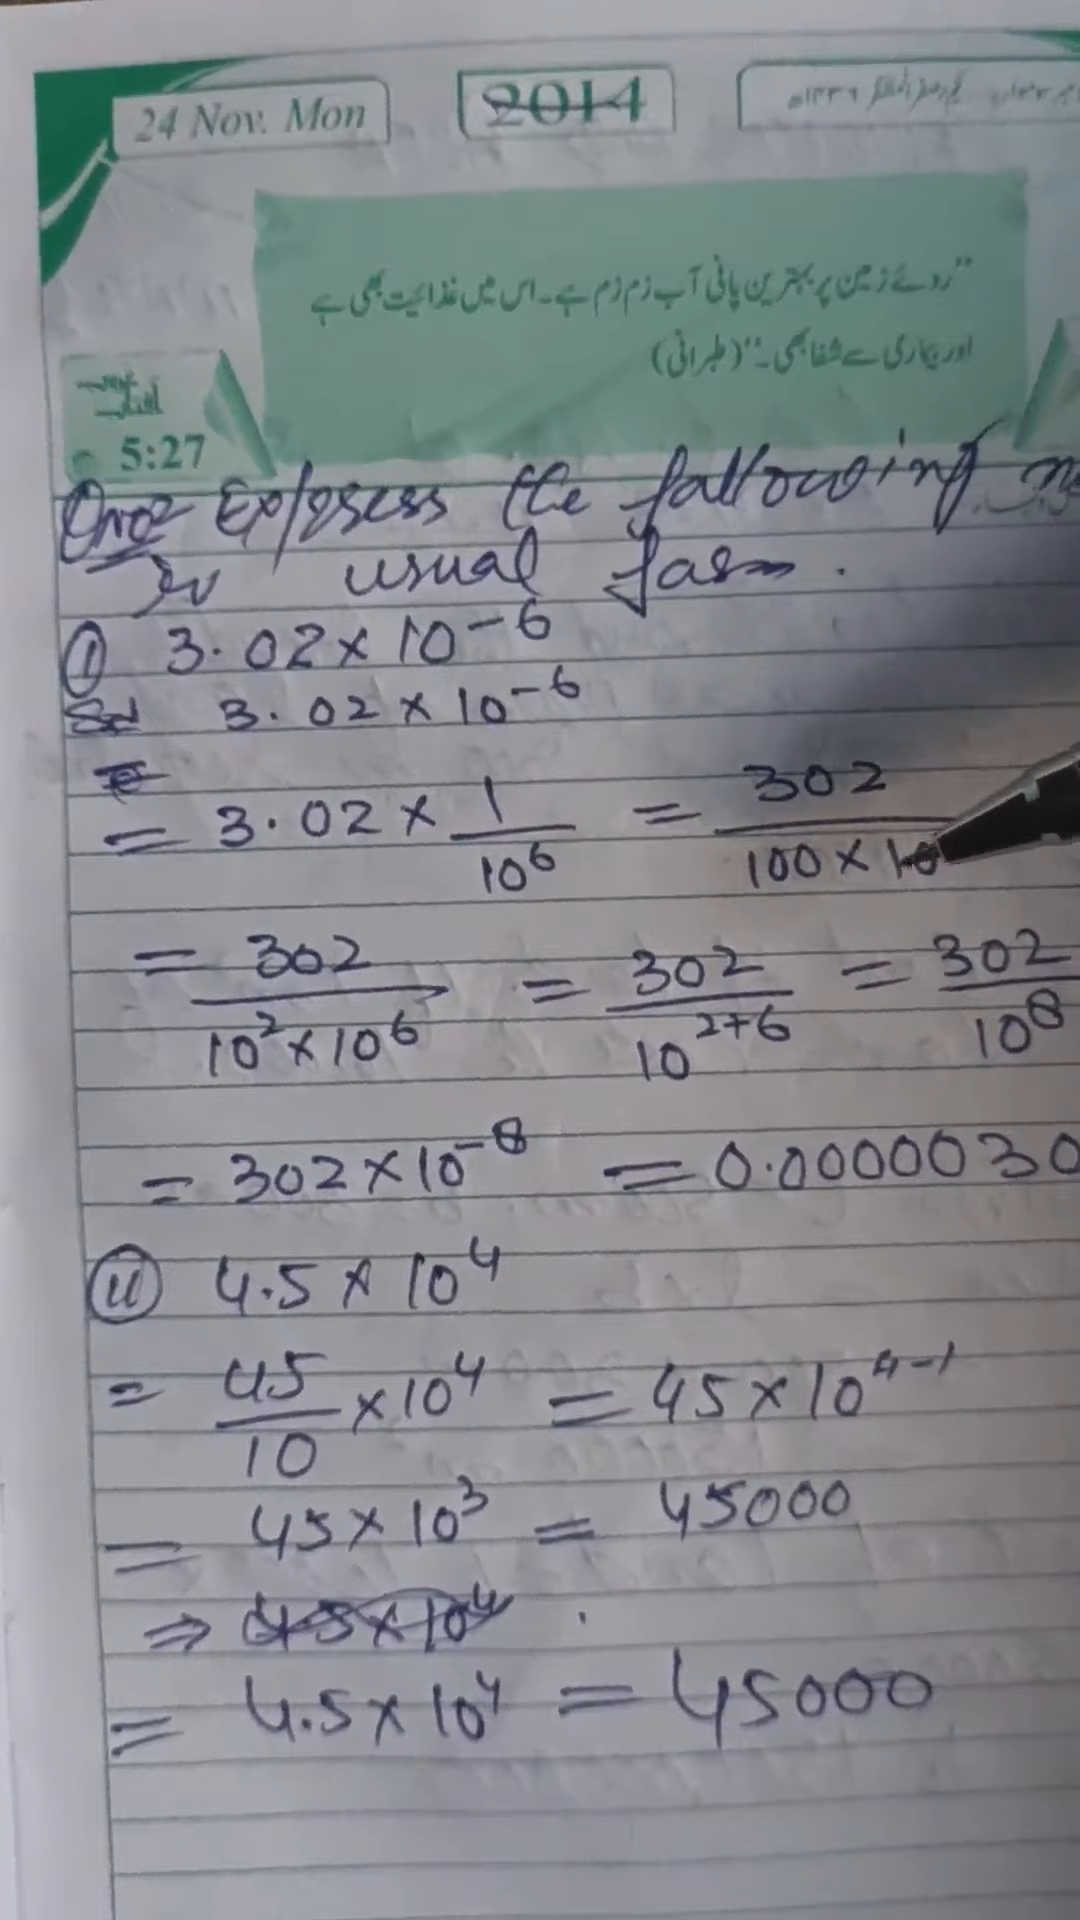 24 Nov. Mon
2014
"روئے زمین پر بہترین پانی آب زم زم ہے۔ اس میں غذائیت بھی ہے
اور بیماری سے شفا بھی۔" (طبرانی)
5:27
Express the following
usual form.
① 3.02 × 10⁻⁶
Sol 3.02 × 10⁻⁶
= 3.02 × 1/10⁶ = 302/100 × 10
= 302/10² × 10⁶ = 302/10²⁺⁶ = 302/10⁸
= 302 × 10⁻⁸ = 0.0000030
(ii) 4.5 × 10⁴
= 45/10 × 10⁴ = 45 × 10⁴⁻¹
= 45 × 10³ = 45000
⇒ 45 × 10⁴
= 4.5 × 10⁴ = 45000